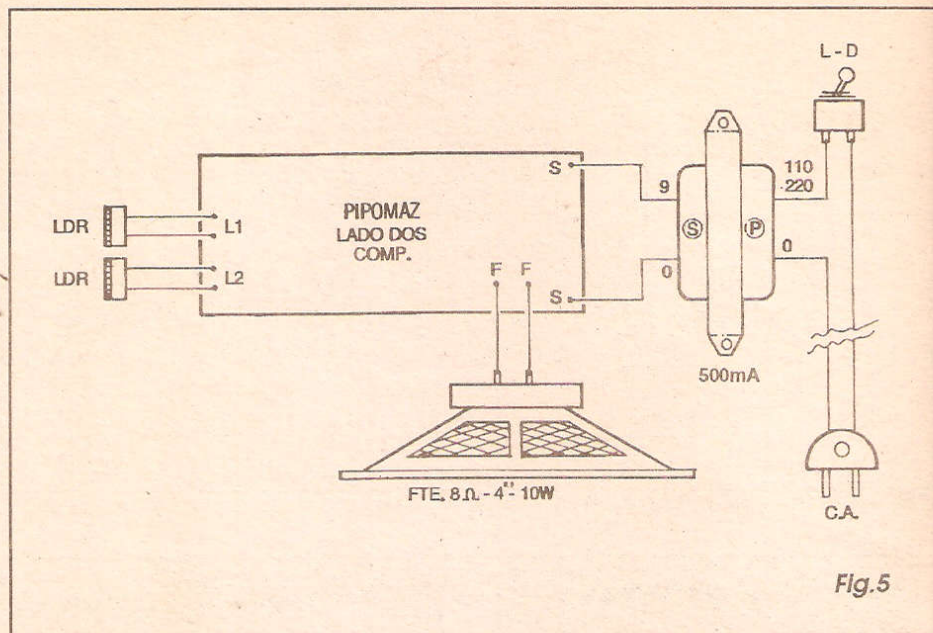 L - D
S
9
110
220
PIPOMAZ
LADO DOS
COMP.
LDR
L1
S
P
LDR
L2
0
F F
0
S
500mA
FTE. 8Ω. - 4" - 10W
C.A.
Fig.5